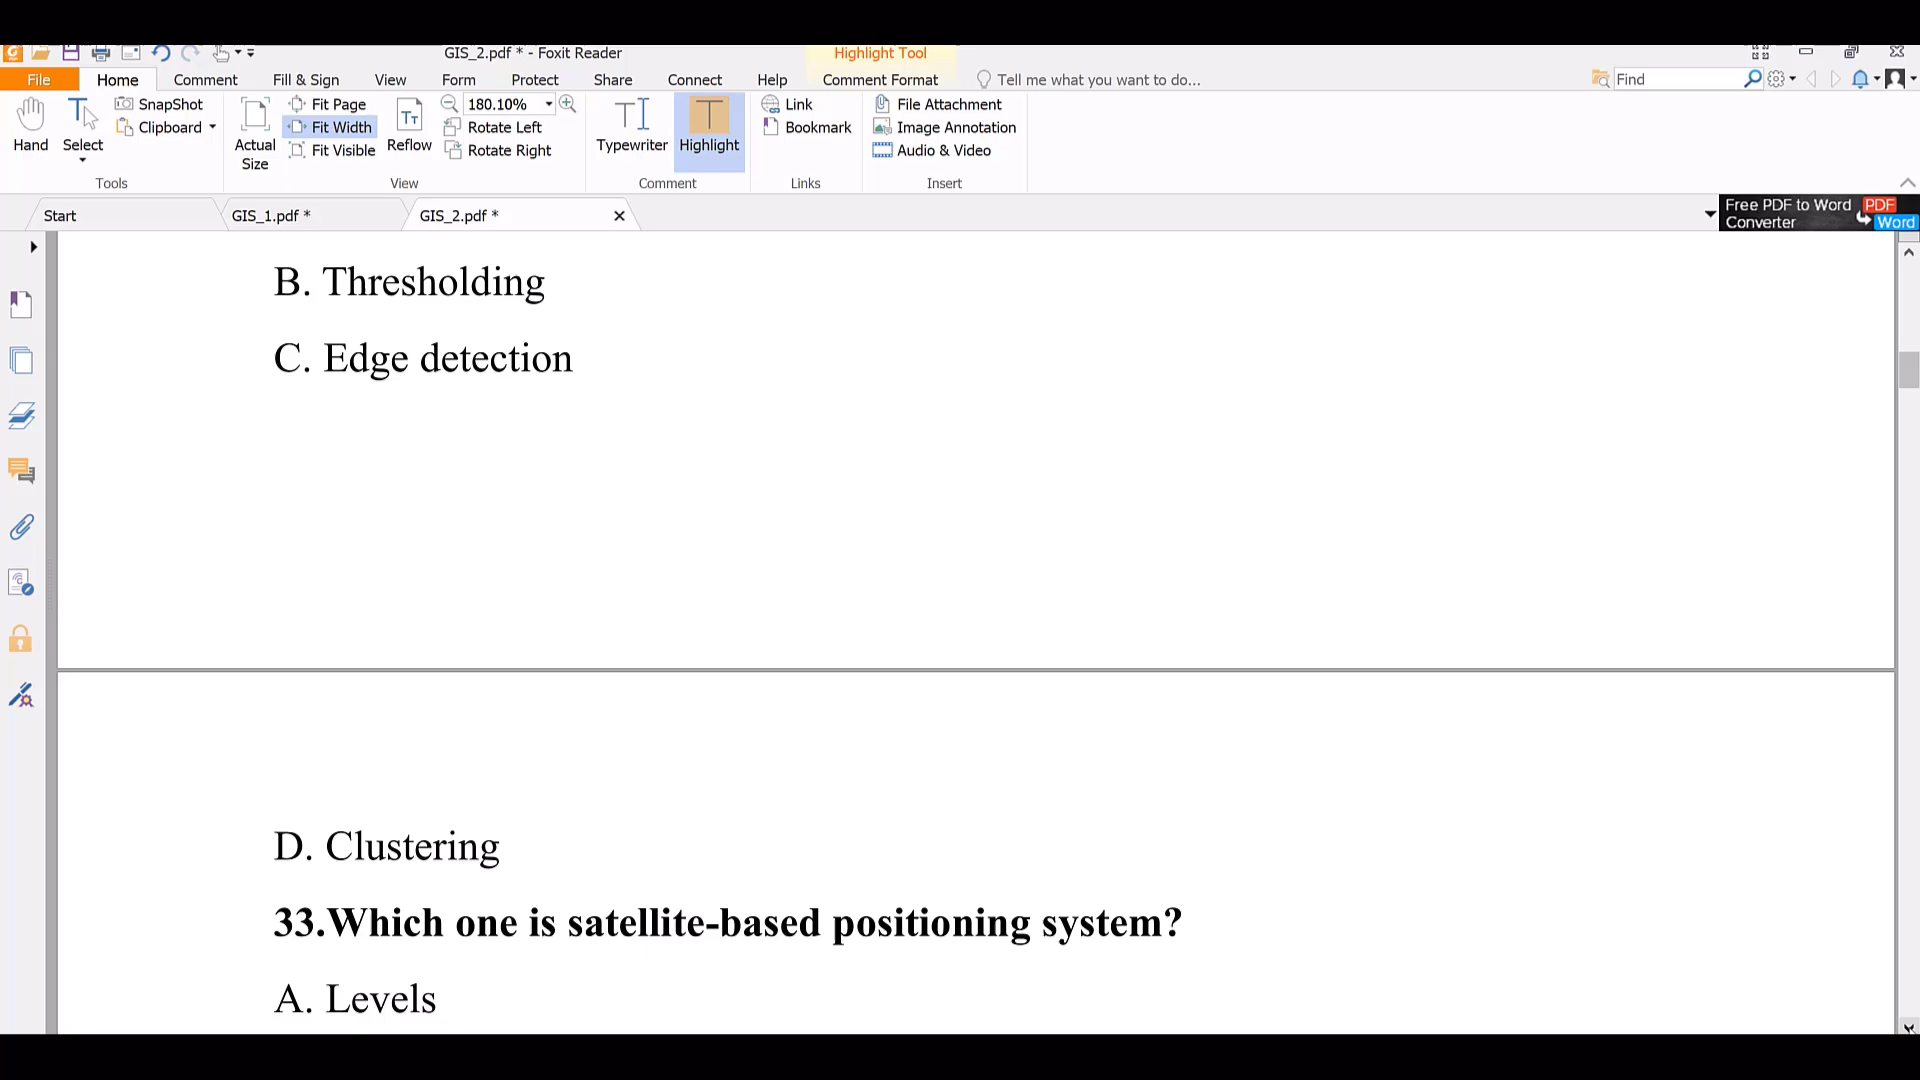 GIS_2.pdf * - Foxit Reader
Highlight Tool
File Home Comment Fill & Sign View Form Protect Share Connect Help Comment Format Tell me what you want to do... Find
Hand
Select
SnapShot
Clipboard
Tools
Actual
Size
Fit Page
Fit Width
Fit Visible
Reflow
180.10%
Rotate Left
Rotate Right
View
Typewriter
Highlight
Comment
Link
Bookmark
Links
File Attachment
Image Annotation
Audio & Video
Insert
Start
GIS_1.pdf *
GIS_2.pdf *
Free PDF to Word PDF
Converter Word
B. Thresholding
C. Edge detection
D. Clustering
33.Which one is satellite-based positioning system?
A. Levels